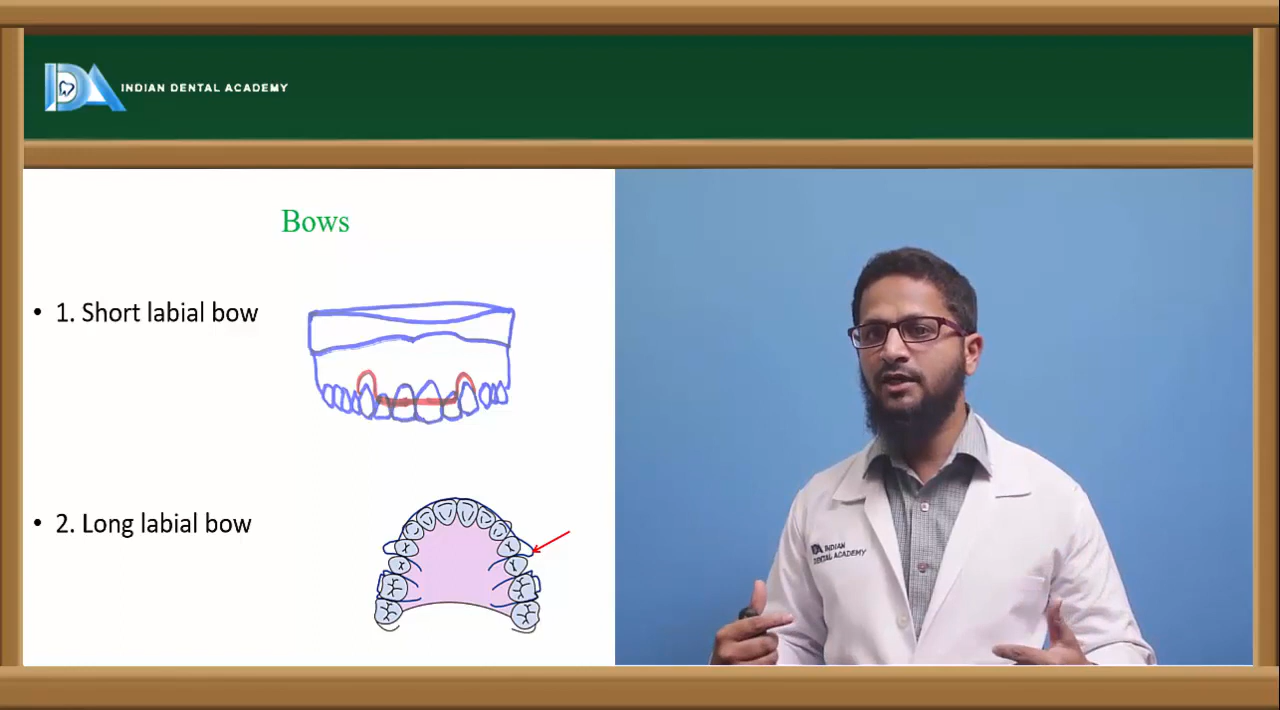 INDIAN DENTAL ACADEMY
Bows
• 1. Short labial bow
• 2. Long labial bow
INDIAN
DENTAL ACADEMY